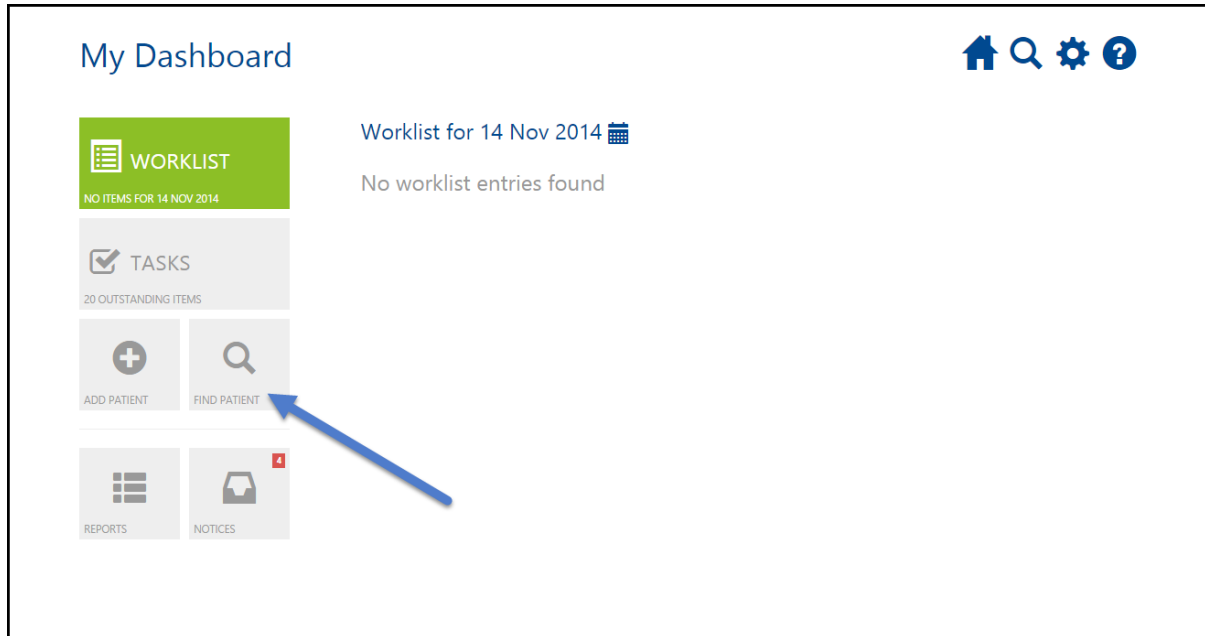 My Dashboard
WORKLIST
NO ITEMS FOR 14 NOV 2014
Worklist for 14 Nov 2014
No worklist entries found
TASKS
20 OUTSTANDING ITEMS
ADD PATIENT
FIND PATIENT
4
REPORTS
NOTICES